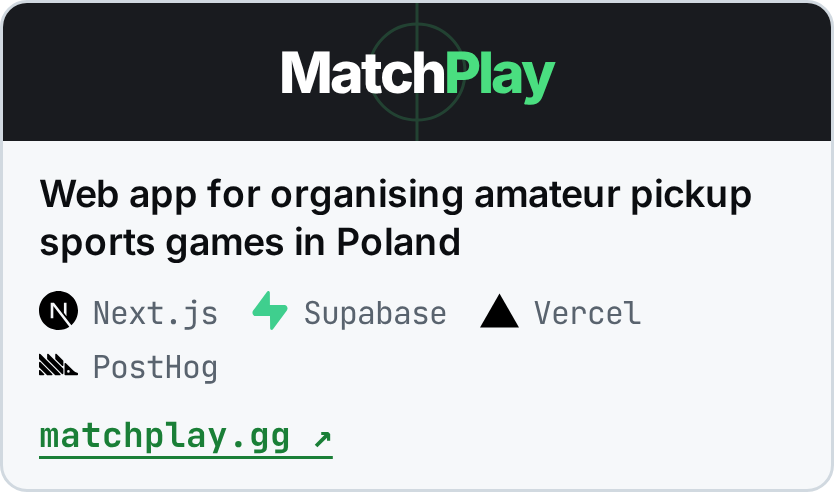 MatchPlay
Web app for organising amateur pickup
sports games in Poland
Next.js Supabase Vercel
PostHog
matchplay.gg ↗